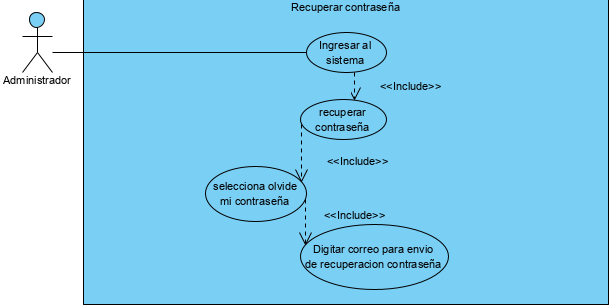 Recuperar contraseña
Ingresar al
sistema
Administrador
<<Include>>
recuperar
contraseña
<<Include>>
selecciona olvide
mi contraseña
<<Include>>
Digitar correo para envio
de recuperacion contraseña